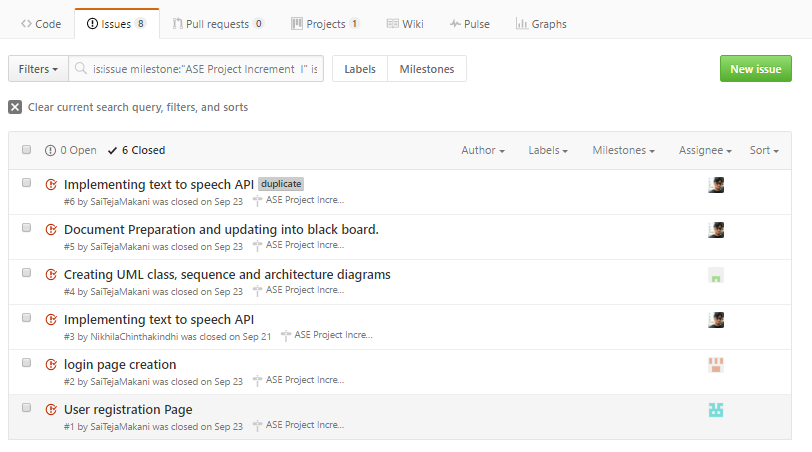 Code Issues 8 Pull requests 0 Projects 1 Wiki Pulse Graphs
Filters is:issue milestone:"ASE Project Increment I" is Labels Milestones New issue
Clear current search query, filters, and sorts
0 Open 6 Closed Author Labels Milestones Assignee Sort
Implementing text to speech API duplicate
#6 by SaiTejaMakani was closed on Sep 23 ASE Project Incre...
Document Preparation and updating into black board.
#5 by SaiTejaMakani was closed on Sep 23 ASE Project Incre...
Creating UML class, sequence and architecture diagrams
#4 by SaiTejaMakani was closed on Sep 23 ASE Project Incre...
Implementing text to speech API
#3 by NikhilaChinthakindhi was closed on Sep 21 ASE Project Incre...
login page creation
#2 by SaiTejaMakani was closed on Sep 23 ASE Project Incre...
User registration Page
#1 by SaiTejaMakani was closed on Sep 23 ASE Project Incre...